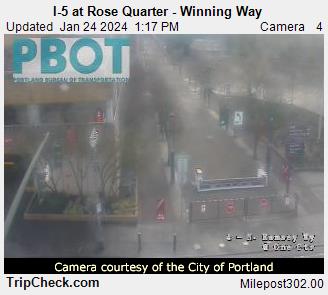 I-5 at Rose Quarter - Winning Way
Updated Jan 24 2024 1:17 PM Camera 4
PBOT
PORTLAND BUREAU OF TRANSPORTATION
Camera courtesy of the City of Portland
TripCheck.com Milepost302.00